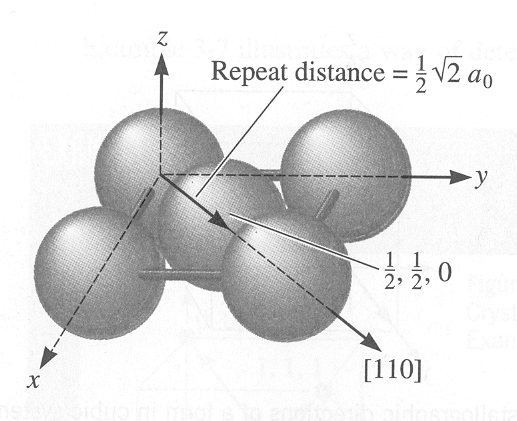 z
Repeat distance = ½ √2 a₀
y
½, ½, 0
[110]
x